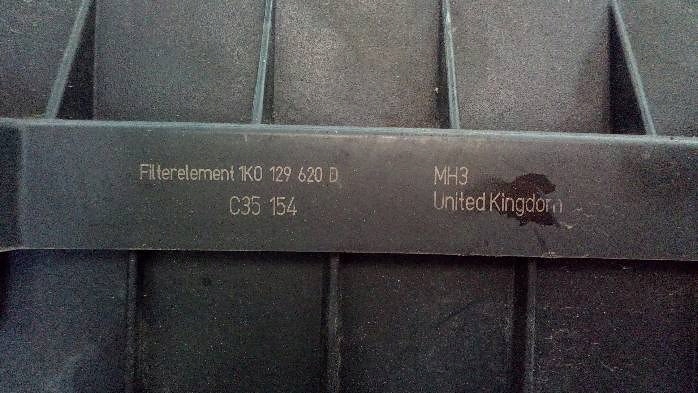 Filterelement 1K0 129 620 D
C35 154
MH3
United Kingdom